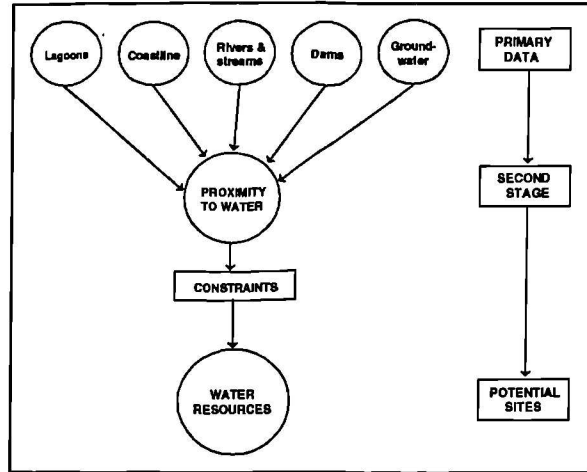 Lagoons
Coastline
Rivers &
streams
Dams
Ground-
water
PRIMARY
DATA
PROXIMITY
TO WATER
SECOND
STAGE
CONSTRAINTS
WATER
RESOURCES
POTENTIAL
SITES